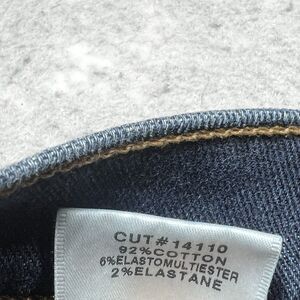 CUT#14110
92%COTTON
6%ELASTOMULTIESTER
2%ELASTANE